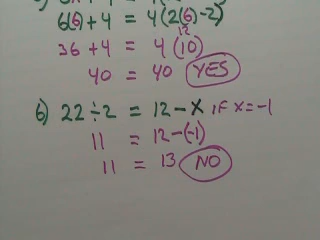 6(6) + 4 = 4(2(6) - 2)
12
36 + 4 = 4(10)
40 = 40 YES
6) 22 ÷ 2 = 12 - X IF X = -1
11 = 12 - (-1)
11 = 13 NO